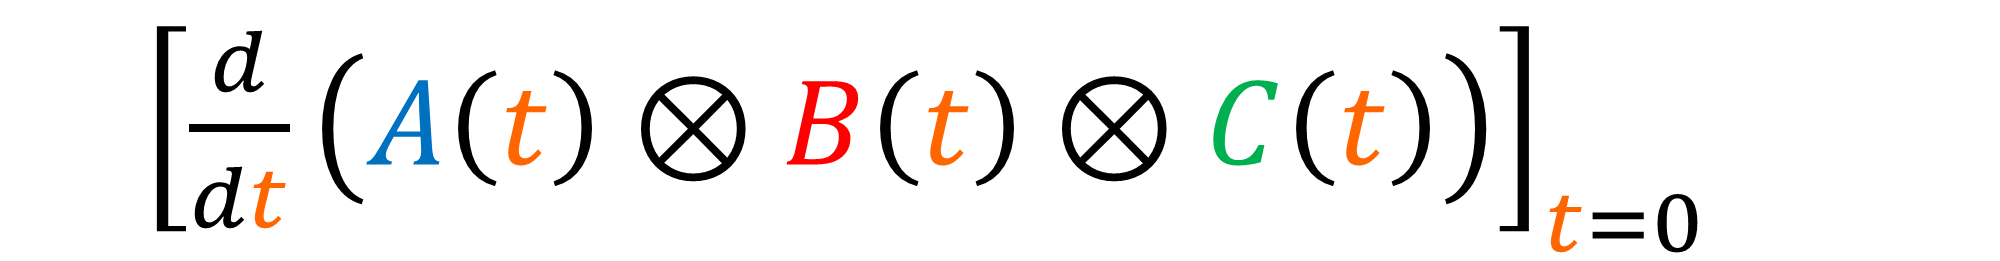 [d/dt (A(t) ⊗ B(t) ⊗ C(t))]t=0